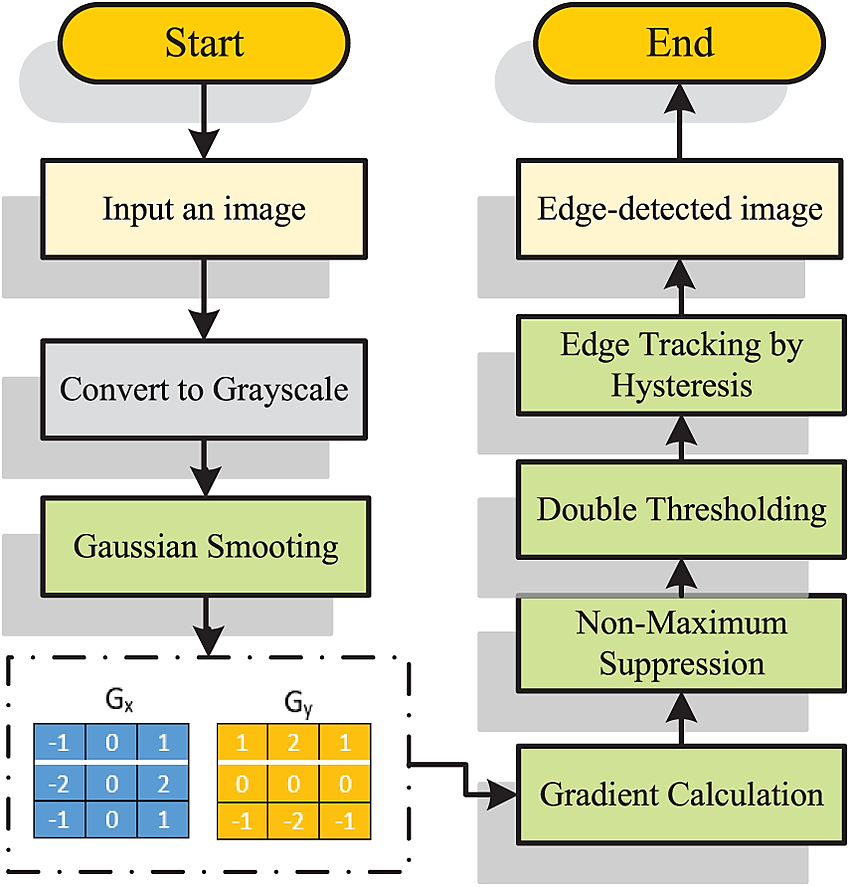 Start
Input an image
Convert to Grayscale
Gaussian Smooting
Gx
-1 0 1
-2 0 2
-1 0 1
Gy
1 2 1
0 0 0
-1 -2 -1
Gradient Calculation
Non-Maximum
Suppression
Double Thresholding
Edge Tracking by
Hysteresis
Edge-detected image
End